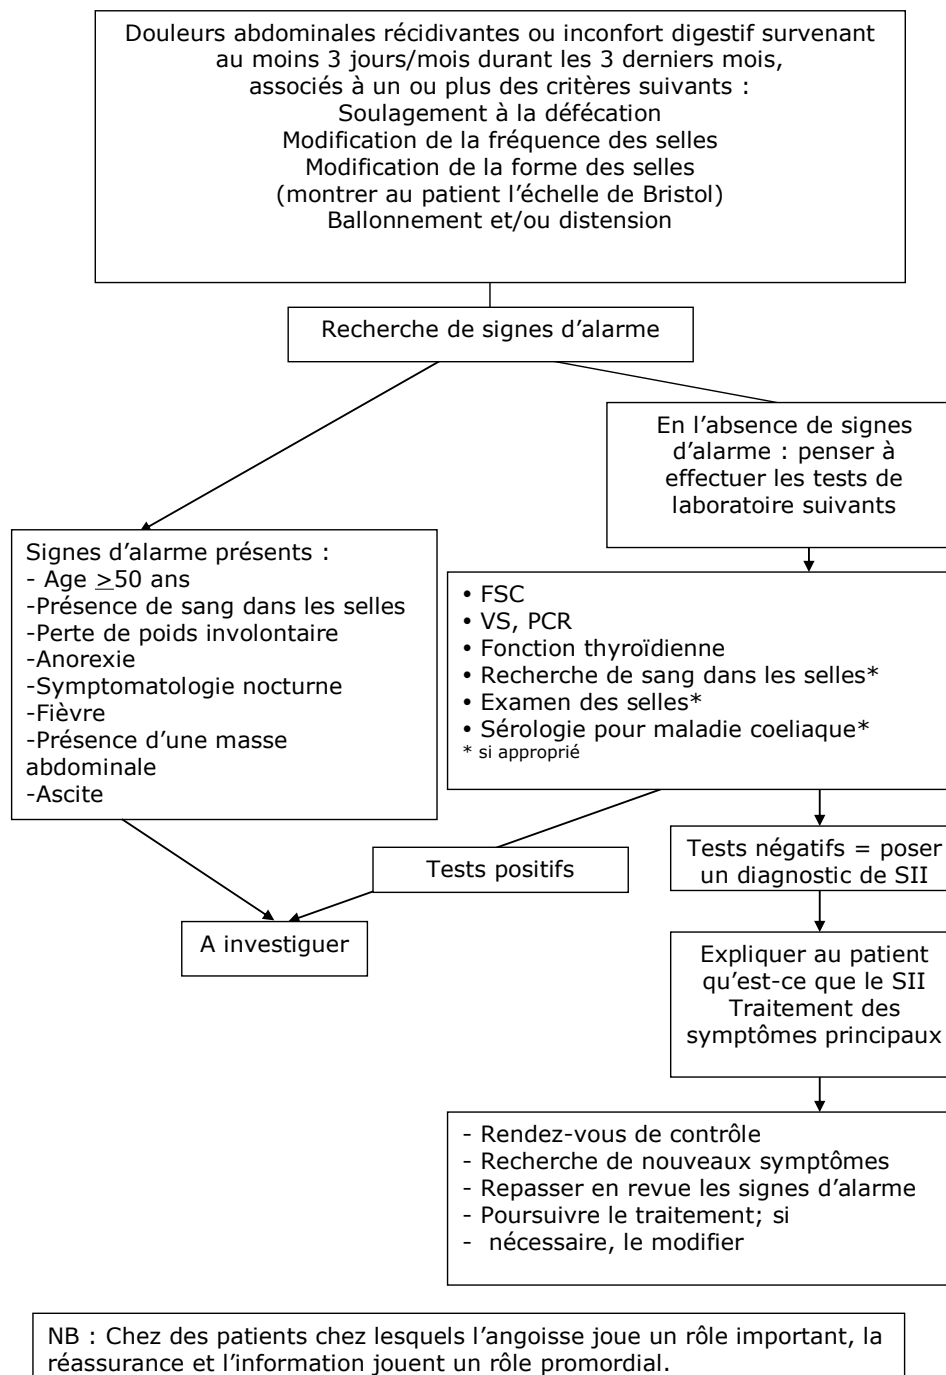 Douleurs abdominales récidivantes ou inconfort digestif survenant
au moins 3 jours/mois durant les 3 derniers mois,
associés à un ou plus des critères suivants :
Soulagement à la défécation
Modification de la fréquence des selles
Modification de la forme des selles
(montrer au patient l'échelle de Bristol)
Ballonnement et/ou distension
Recherche de signes d'alarme
En l'absence de signes
d'alarme : penser à
effectuer les tests de
laboratoire suivants
Signes d'alarme présents :
- Age ≥50 ans
-Présence de sang dans les selles
-Perte de poids involontaire
-Anorexie
-Symptomatologie nocturne
-Fièvre
-Présence d'une masse
abdominale
-Ascite
• FSC
• VS, PCR
• Fonction thyroïdienne
• Recherche de sang dans les selles*
• Examen des selles*
• Sérologie pour maladie coeliaque*
* si approprié
Tests positifs
Tests négatifs = poser
un diagnostic de SII
A investiguer
Expliquer au patient
qu'est-ce que le SII
Traitement des
symptômes principaux
- Rendez-vous de contrôle
- Recherche de nouveaux symptômes
- Repasser en revue les signes d'alarme
- Poursuivre le traitement; si
- nécessaire, le modifier
NB : Chez des patients chez lesquels l'angoisse joue un rôle important, la
réassurance et l'information jouent un rôle promordial.